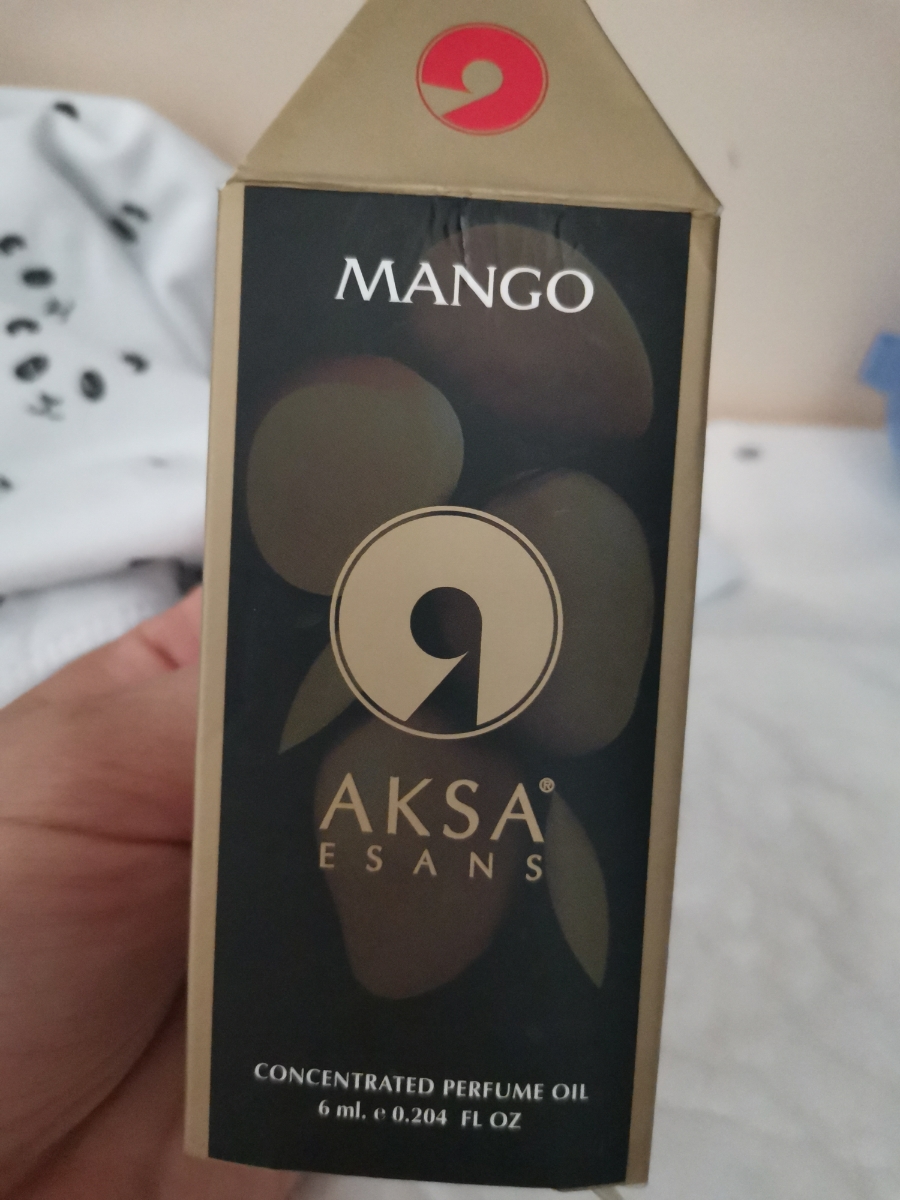 MANGO
AKSA®
ESANS
CONCENTRATED PERFUME OIL
6 ml. e 0.204 FL OZ